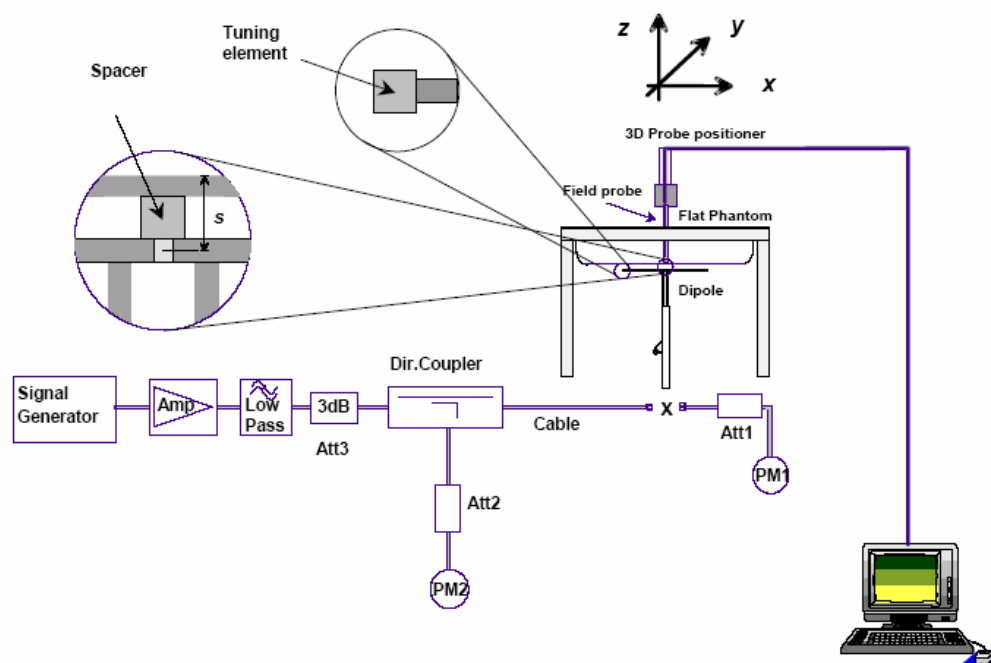 Tuning
element
Spacer
s
z
y
x
3D Probe positioner
Field probe
Flat Phantom
Dipole
Dir.Coupler
Signal
Generator
Amp
Low
Pass
3dB
Att3
Cable
X
Att1
PM1
Att2
PM2